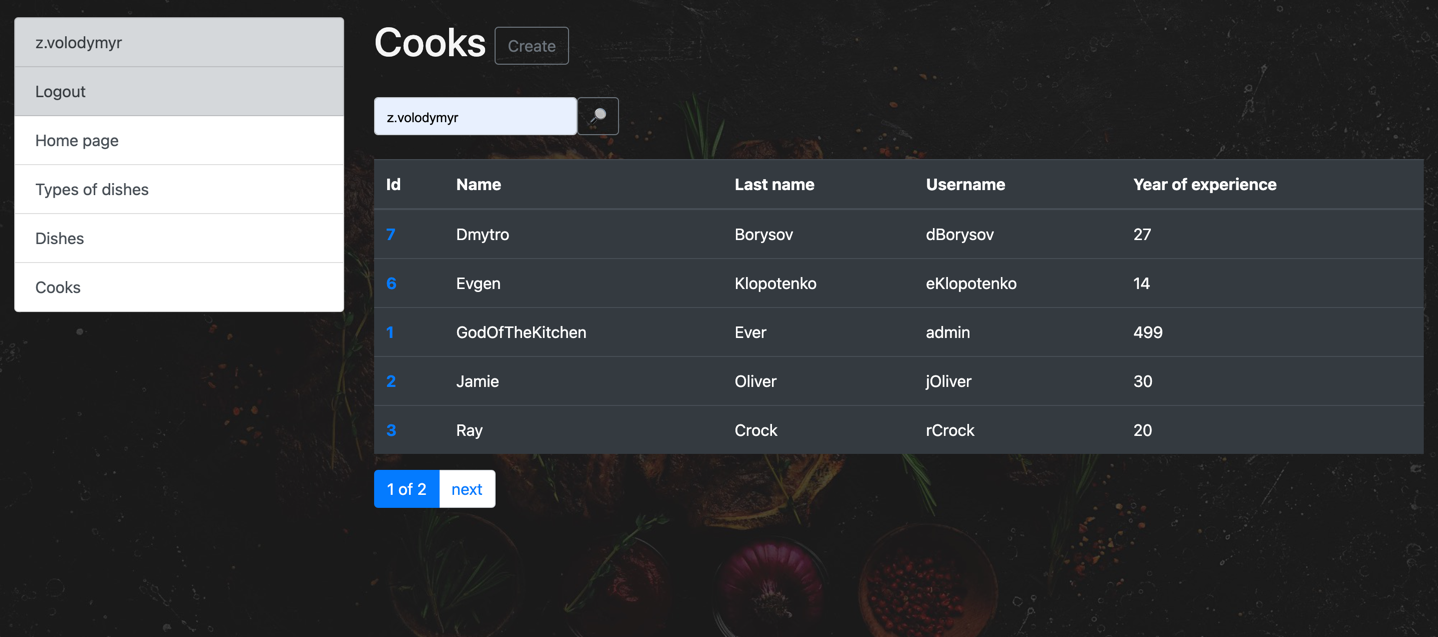 z.volodymyr
Logout
Home page
Types of dishes
Dishes
Cooks
Cooks Create
z.volodymyr
Id Name Last name Username Year of experience
7 Dmytro Borysov dBorysov 27
6 Evgen Klopotenko eKlopotenko 14
1 GodOfTheKitchen Ever admin 499
2 Jamie Oliver jOliver 30
3 Ray Crock rCrock 20
1 of 2 next